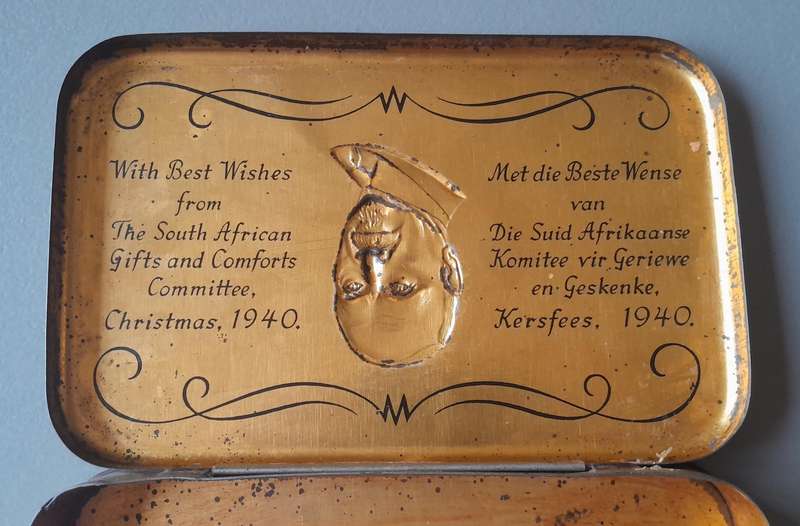 With Best Wishes
from
The South African
Gifts and Comforts
Committee,
Christmas, 1940.
Met die Beste Wense
van
Die Suid Afrikaanse
Komitee vir Geriewe
en Geskenke,
Kersfees, 1940.